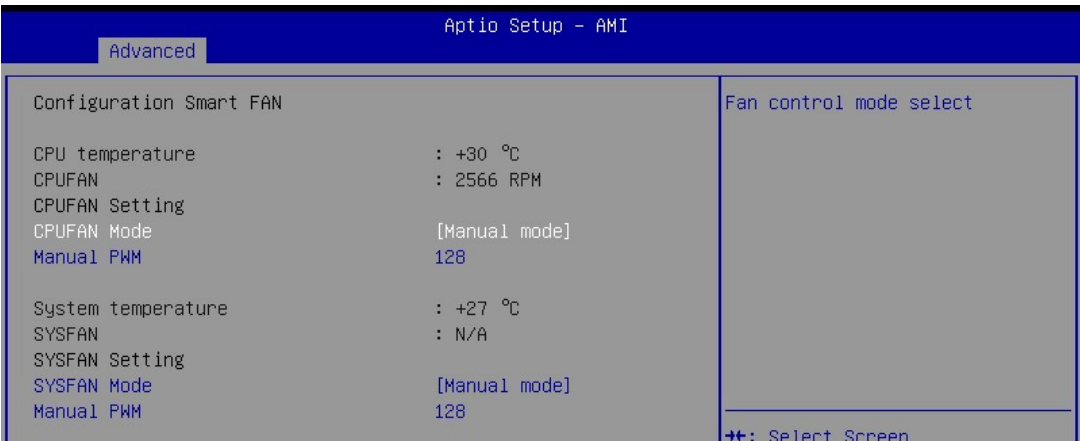 Aptio Setup – AMI
Advanced
Configuration Smart FAN
Fan control mode select
CPU temperature : +30 °C
CPUFAN : 2566 RPM
CPUFAN Setting
CPUFAN Mode [Manual mode]
Manual PWM 128
System temperature : +27 °C
SYSFAN : N/A
SYSFAN Setting
SYSFAN Mode [Manual mode]
Manual PWM 128
→←: Select Screen